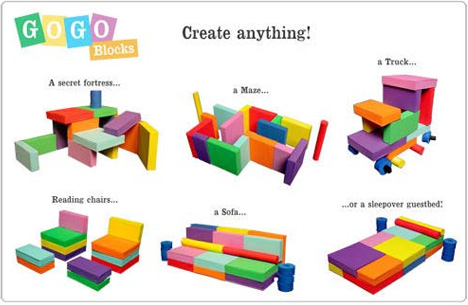 GOGO
Blocks
Create anything!
A secret fortress...
a Maze...
a Truck...
Reading chairs...
a Sofa...
...or a sleepover guestbed!